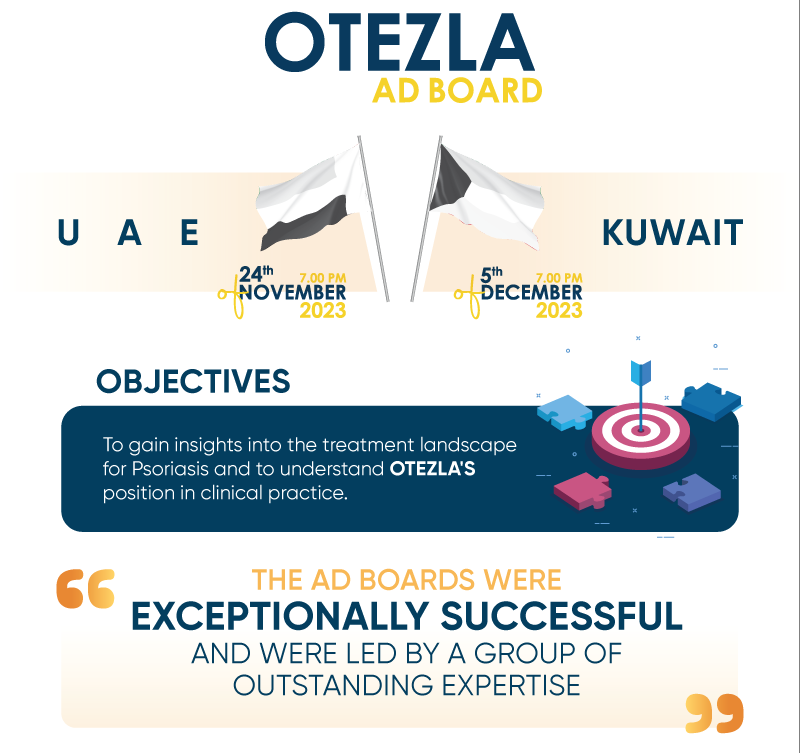 OTEZLA
AD BOARD
U A E
KUWAIT
24th
7.00 PM
of NOVEMBER
2023
5th
7.00 PM
of DECEMBER
2023
OBJECTIVES
To gain insights into the treatment landscape
for Psoriasis and to understand OTEZLA'S
position in clinical practice.
“
THE AD BOARDS WERE
EXCEPTIONALLY SUCCESSFUL
AND WERE LED BY A GROUP OF
OUTSTANDING EXPERTISE
”